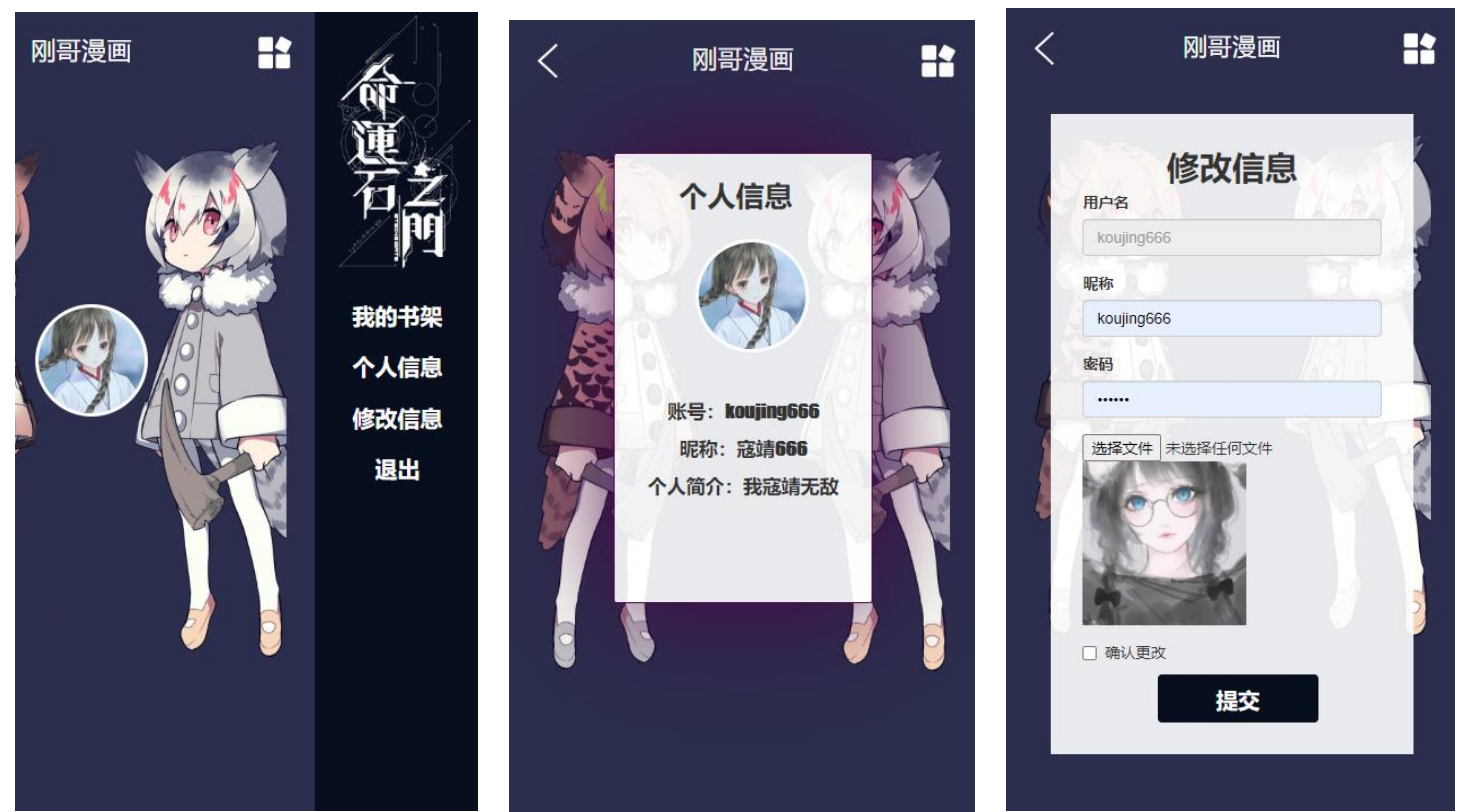 刚哥漫画
命運石之門
我的书架
个人信息
修改信息
退出
刚哥漫画
个人信息
账号：koujing666
昵称：寇靖666
个人简介：我寇靖无敌
刚哥漫画
修改信息
用户名
koujing666
昵称
koujing666
密码
••••••
选择文件 未选择任何文件
确认更改
提交